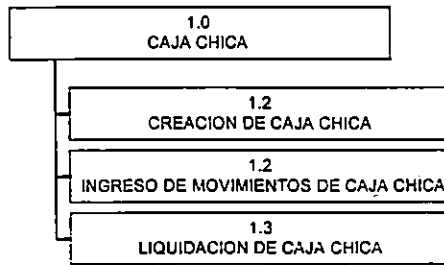 1.0
CAJA CHICA
1.2
CREACION DE CAJA CHICA
1.2
INGRESO DE MOVIMIENTOS DE CAJA CHICA
1.3
LIQUIDACION DE CAJA CHICA